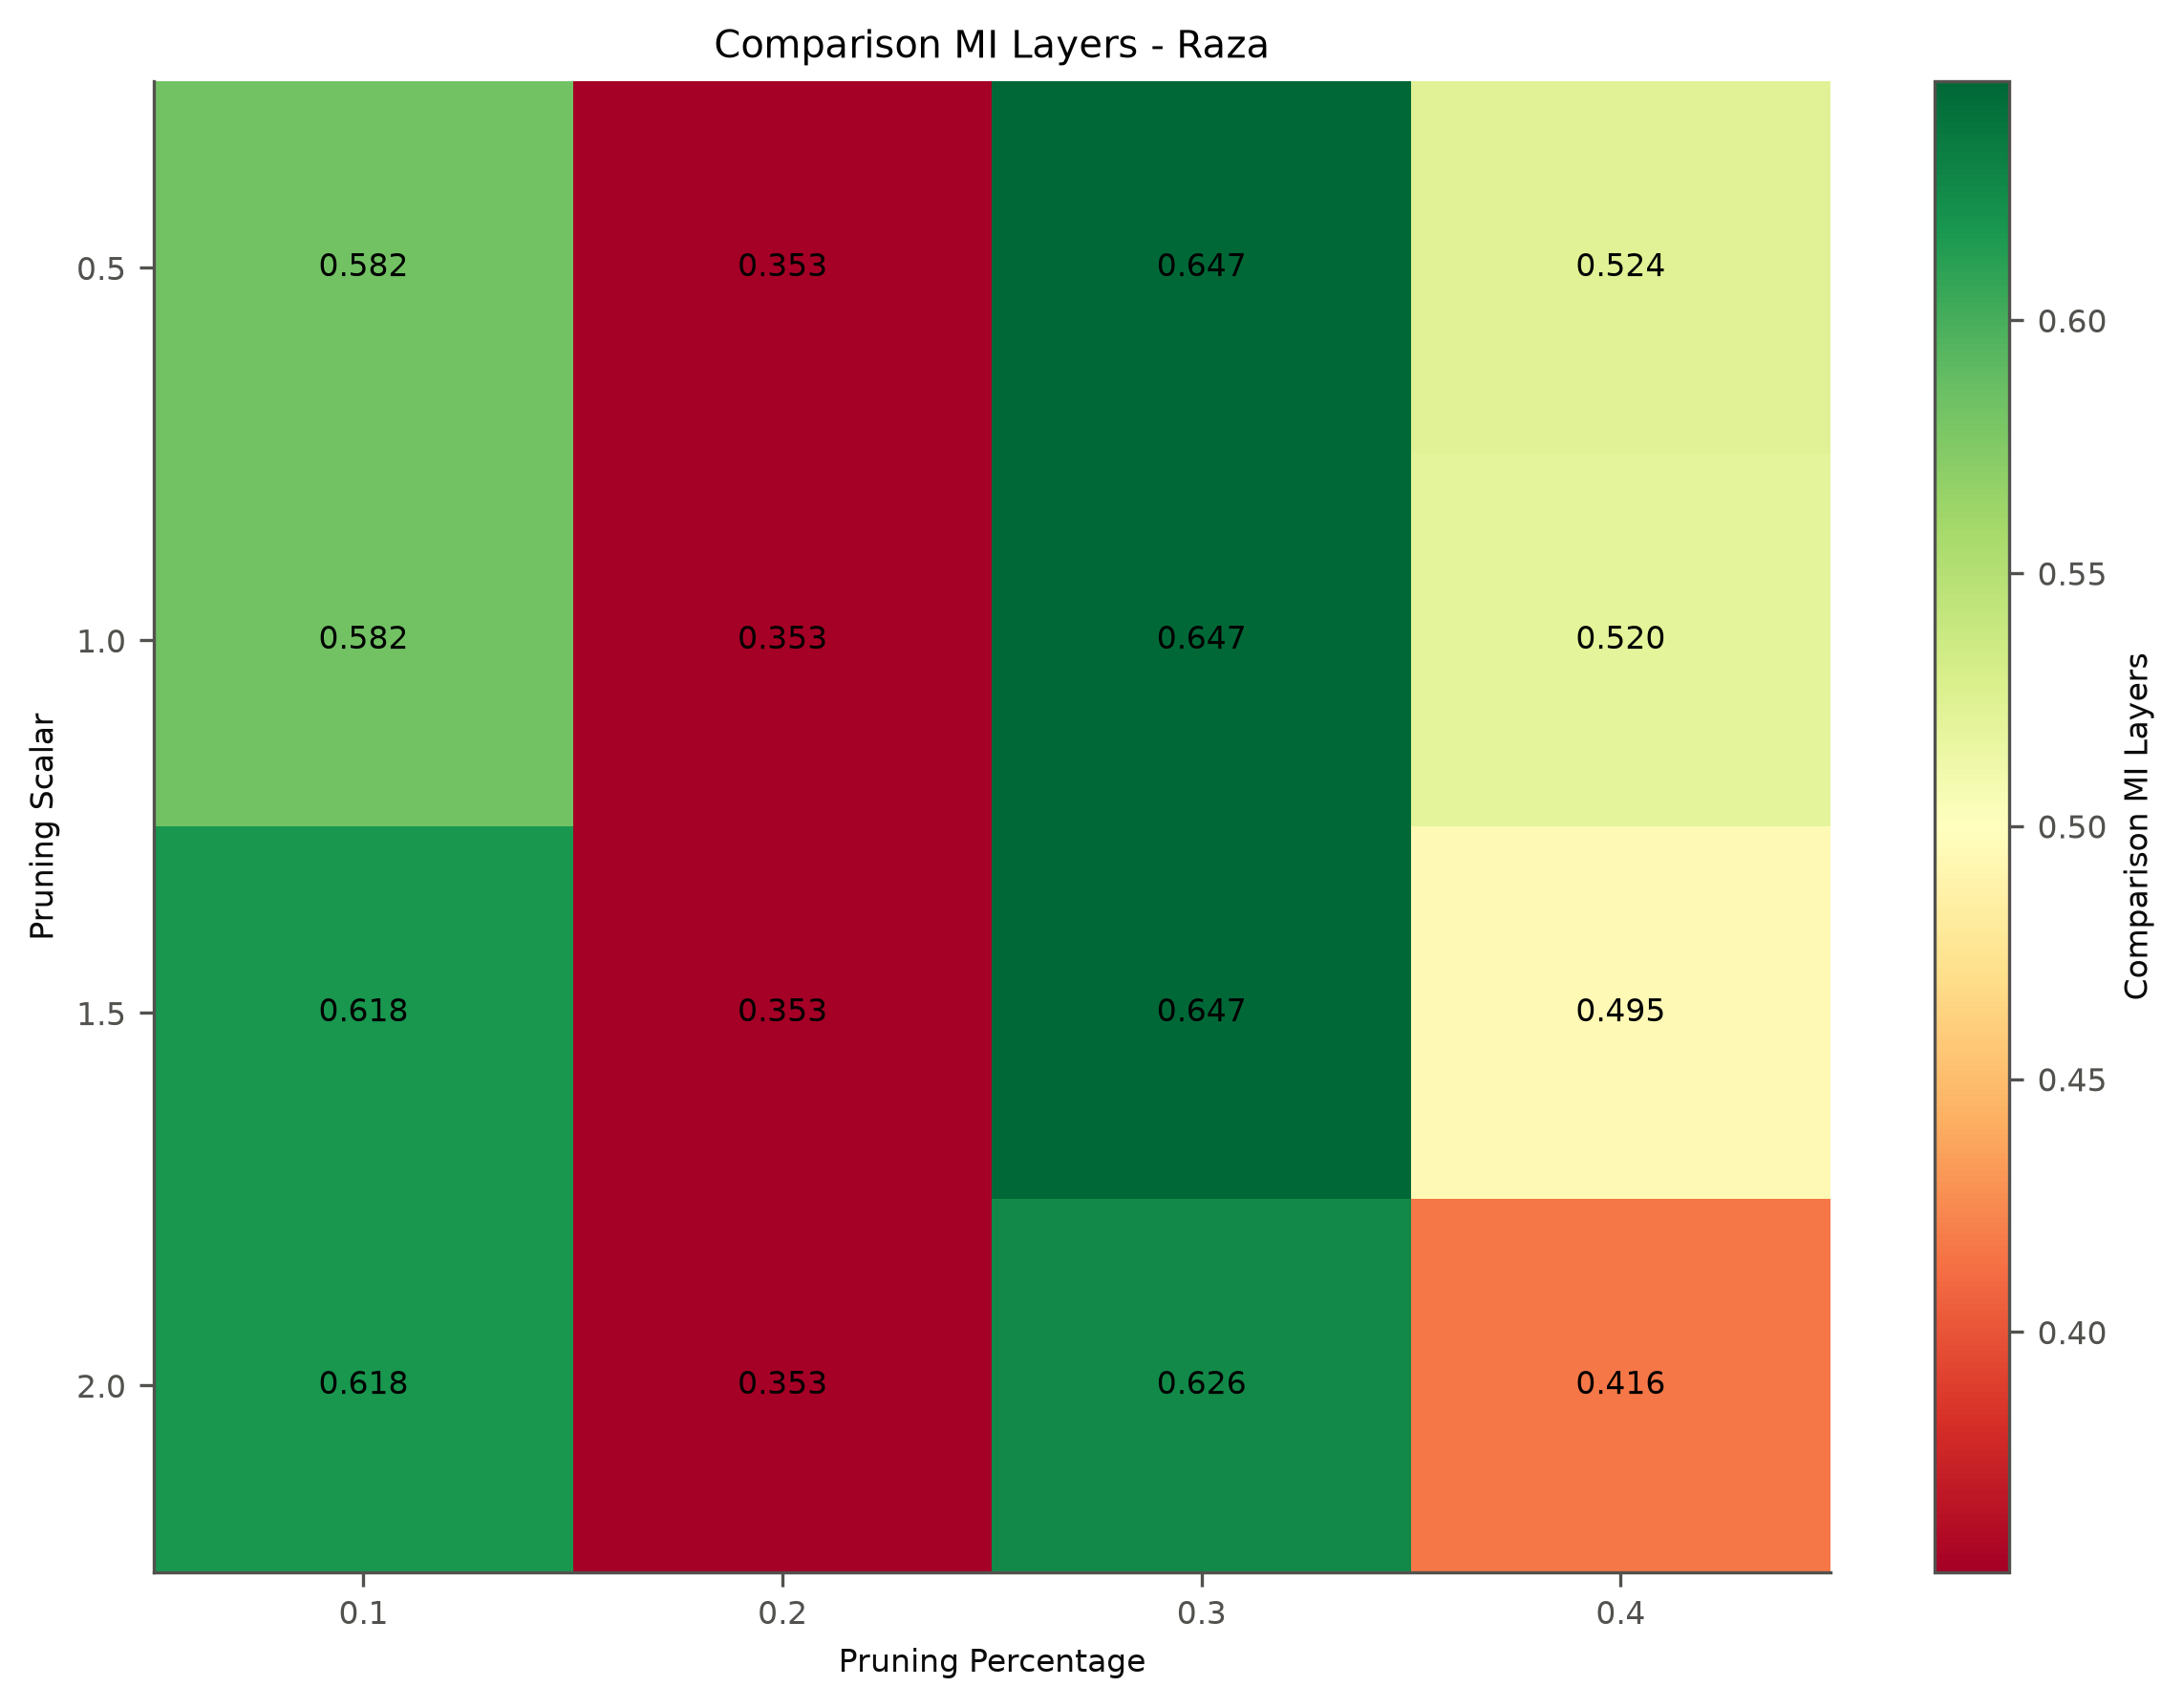 Comparison MI Layers - Raza
Pruning Scalar
0.5 0.582 0.353 0.647 0.524
1.0 0.582 0.353 0.647 0.520
1.5 0.618 0.353 0.647 0.495
2.0 0.618 0.353 0.626 0.416
0.1 0.2 0.3 0.4
Pruning Percentage
0.60
0.55
0.50
0.45
0.40
Comparison MI Layers